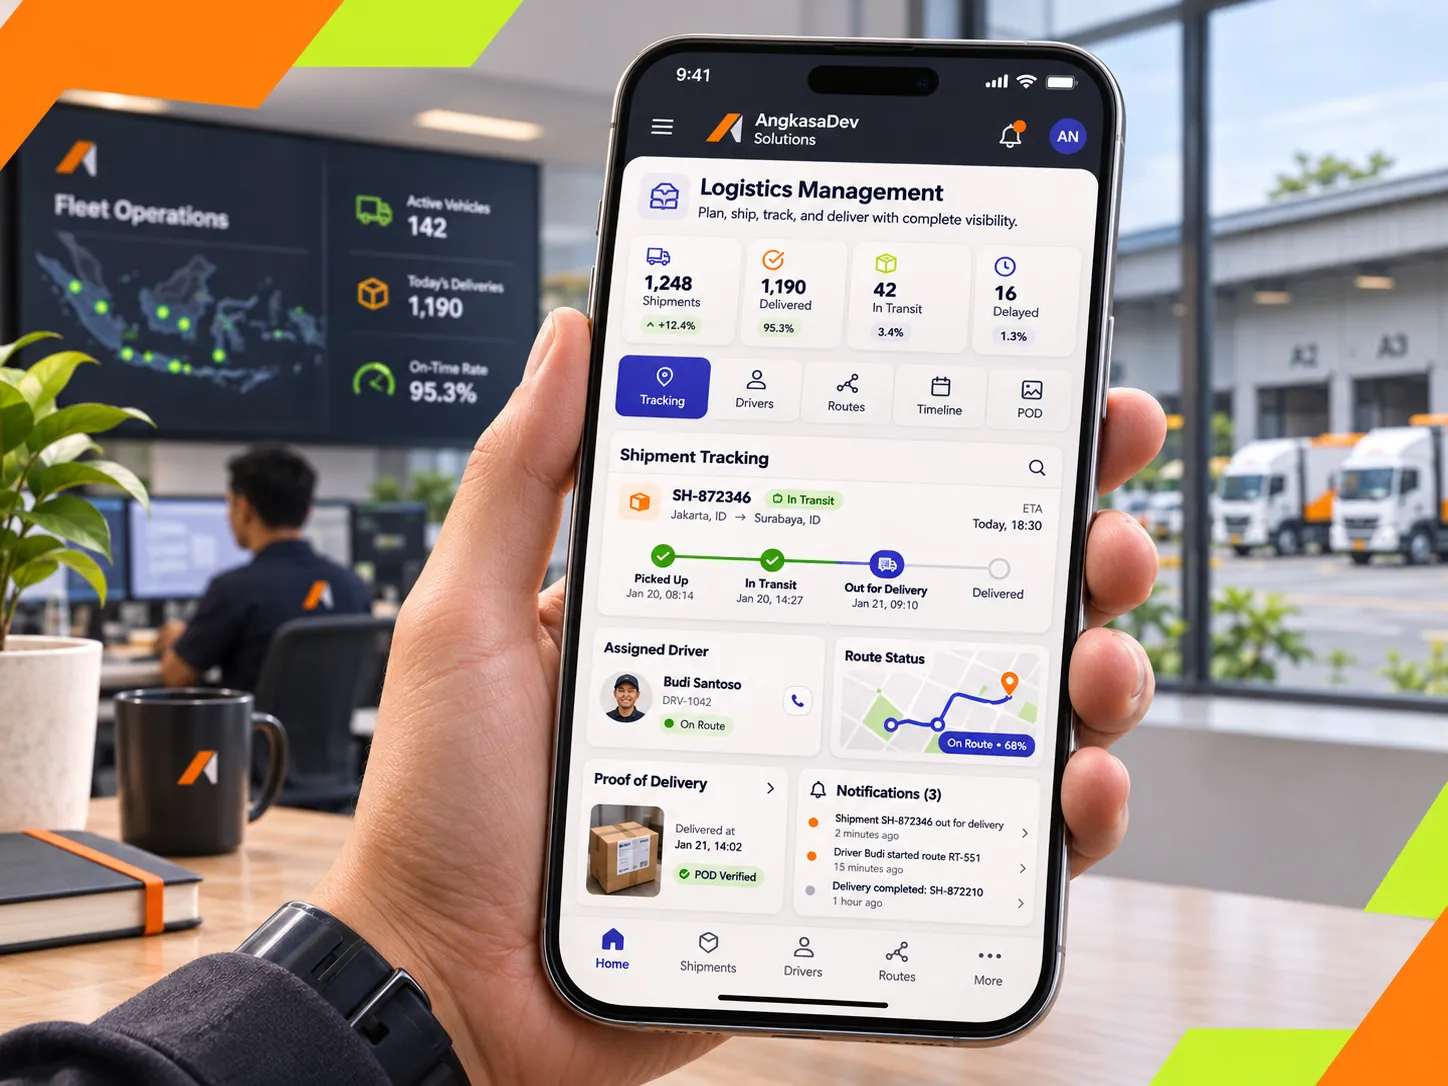 Fleet Operations
Active Vehicles
142
Today's Deliveries
1,190
On-Time Rate
95.3%
9:41
AngkasaDev
Solutions
AN
Logistics Management
Plan, ship, track, and deliver with complete visibility.
1,248
Shipments
+12.4%
1,190
Delivered
95.3%
42
In Transit
3.4%
16
Delayed
1.3%
Tracking
Drivers
Routes
Timeline
POD
Shipment Tracking
SH-872346
In Transit
Jakarta, ID → Surabaya, ID
ETA
Today, 18:30
Picked Up
Jan 20, 08:14
In Transit
Jan 20, 14:27
Out for Delivery
Jan 21, 09:10
Delivered
Assigned Driver
Budi Santoso
DRV-1042
On Route
Route Status
On Route • 68%
Proof of Delivery
Delivered at
Jan 21, 14:02
POD Verified
Notifications (3)
Shipment SH-872346 out for delivery
2 minutes ago
Driver Budi started route RT-551
15 minutes ago
Delivery completed: SH-872210
1 hour ago
Home
Shipments
Drivers
Routes
More
A2
A3